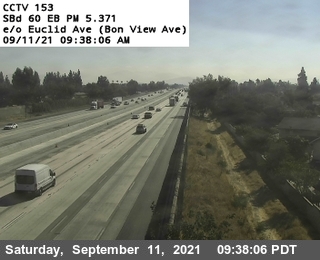 CCTV 153
SBd 60 EB PM 5.371
e/o Euclid Ave (Bon View Ave)
09/11/21 09:38:06 AM
Saturday, September 11, 2021 09:38:06 PDT